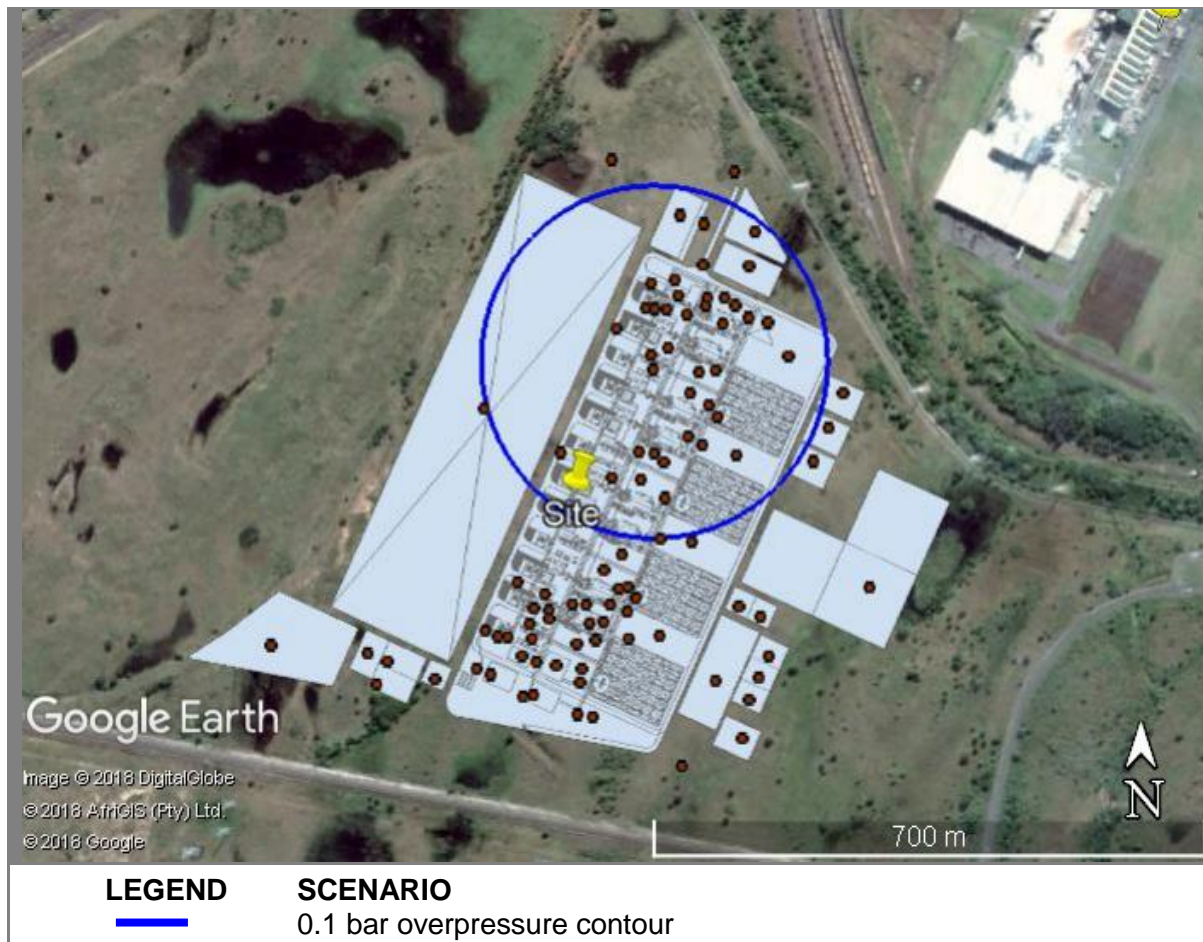 Site
Google Earth
Image © 2018 DigitalGlobe
© 2018 AfriGIS (Pty) Ltd.
© 2018 Google
N
700 m
LEGEND SCENARIO
0.1 bar overpressure contour